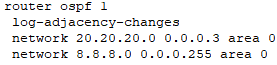 router ospf 1
log-adjacency-changes
network 20.20.20.0 0.0.0.3 area 0
network 8.8.8.0 0.0.0.255 area 0